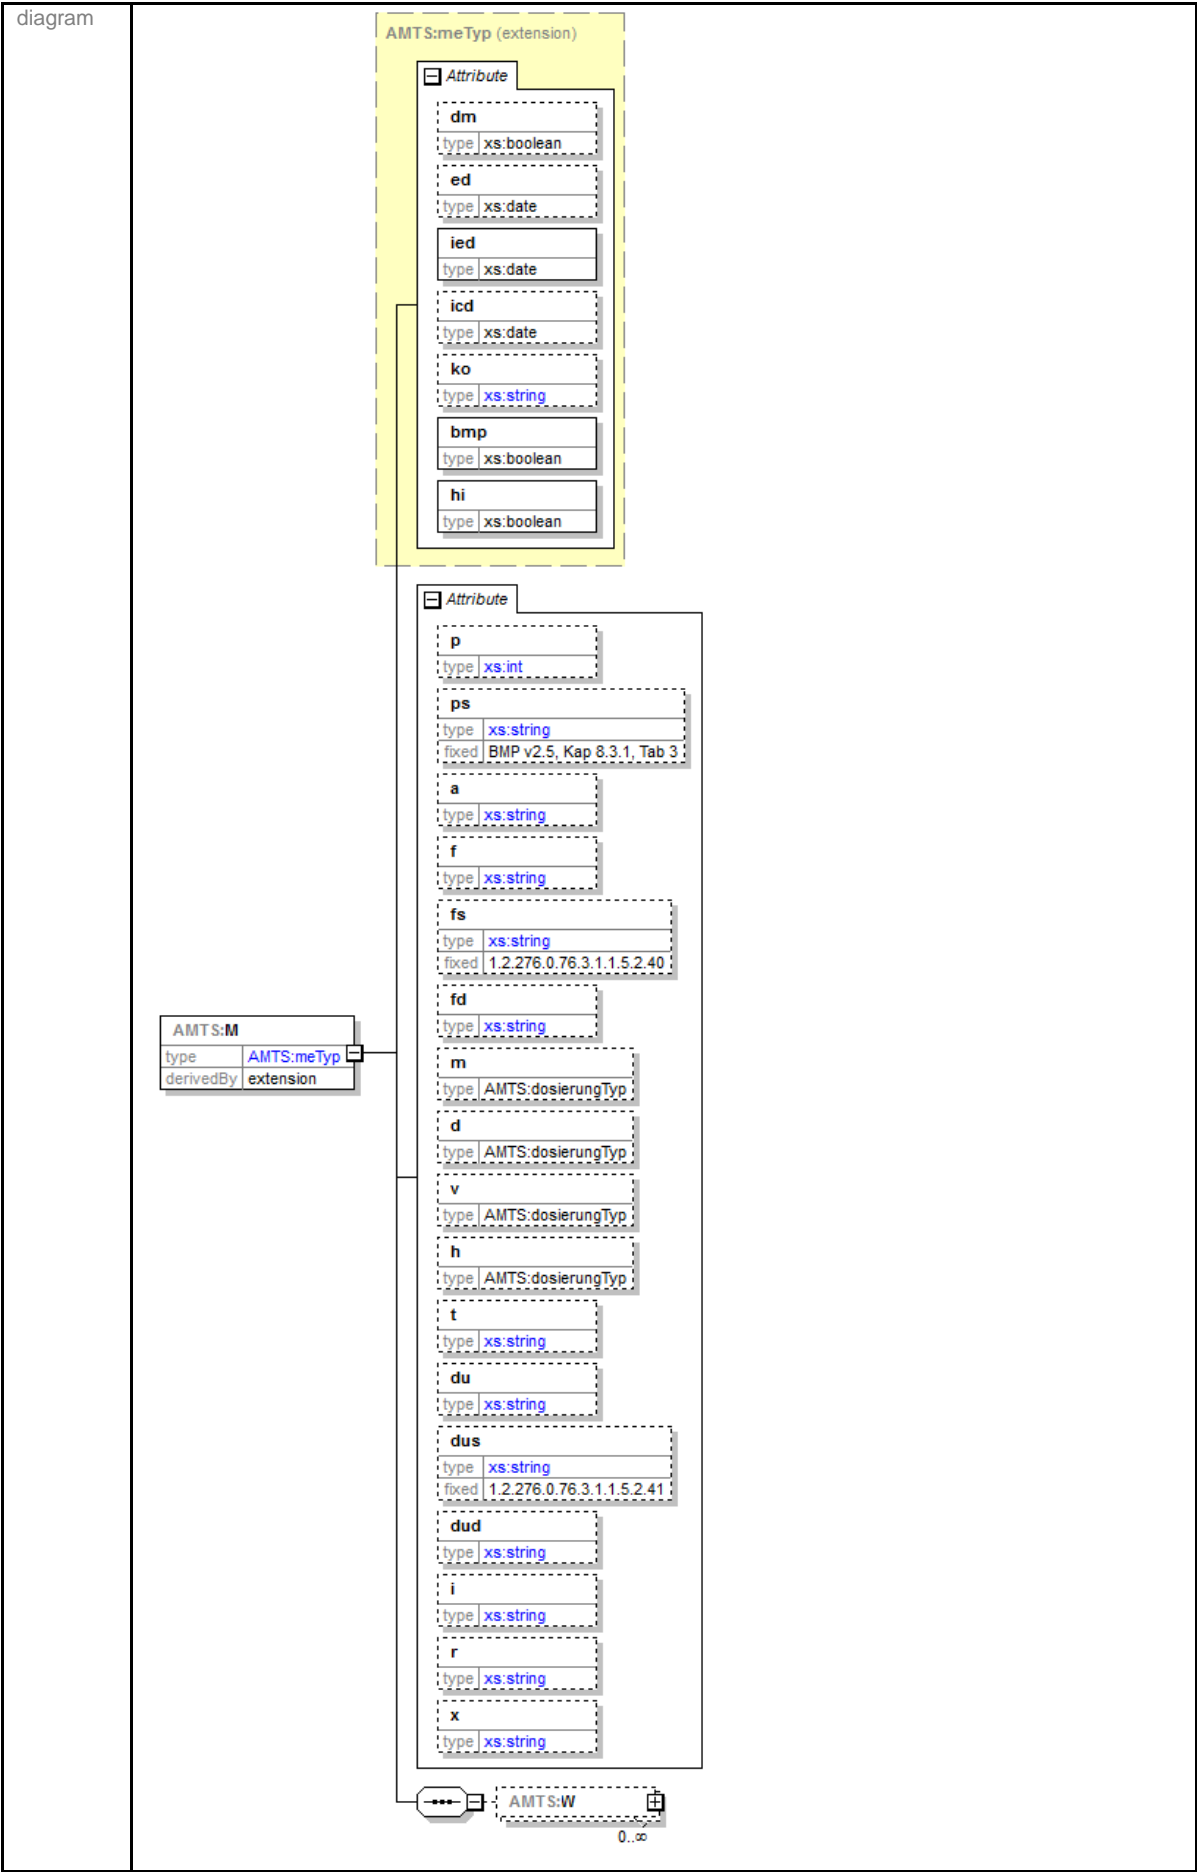 diagram
AMTS:meTyp (extension)
Attribute
dm
type xs:boolean
ed
type xs:date
ied
type xs:date
icd
type xs:date
ko
type xs:string
bmp
type xs:boolean
hi
type xs:boolean
Attribute
p
type xs:int
ps
type xs:string
fixed BMP v2.5, Kap 8.3.1, Tab 3
a
type xs:string
f
type xs:string
fs
type xs:string
fixed 1.2.276.0.76.3.1.1.5.2.40
fd
type xs:string
m
type AMTS:dosierungTyp
d
type AMTS:dosierungTyp
v
type AMTS:dosierungTyp
h
type AMTS:dosierungTyp
t
type xs:string
du
type xs:string
dus
type xs:string
fixed 1.2.276.0.76.3.1.1.5.2.41
dud
type xs:string
i
type xs:string
r
type xs:string
x
type xs:string
AMTS:M
type AMTS:meTyp
derivedBy extension
AMTS:W
0..∞